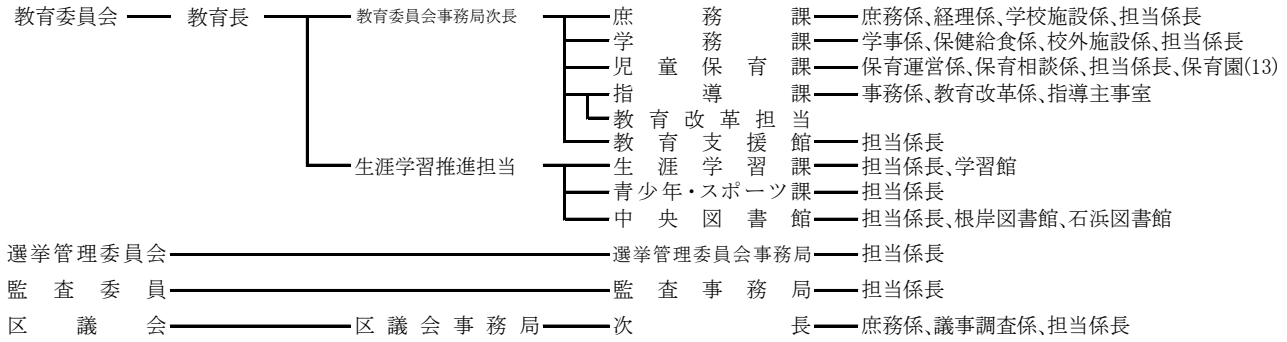 教育委員会 教育長 教育委員会事務局次長 庶務課 庶務係、経理係、学校施設係、担当係長
学務課 学事係、保健給食係、校外施設係、担当係長
児童保育課 保育運営係、保育相談係、担当係長、保育園(13)
指導課 事務係、教育改革係、指導主事室
教育改革担当
教育支援館 担当係長
生涯学習推進担当 生涯学習課 担当係長、学習館
青少年・スポーツ課 担当係長
中央図書館 担当係長、根岸図書館、石浜図書館
選挙管理委員会 選挙管理委員会事務局 担当係長
監査委員 監査事務局 担当係長
区議会 区議会事務局 次長 庶務係、議事調査係、担当係長